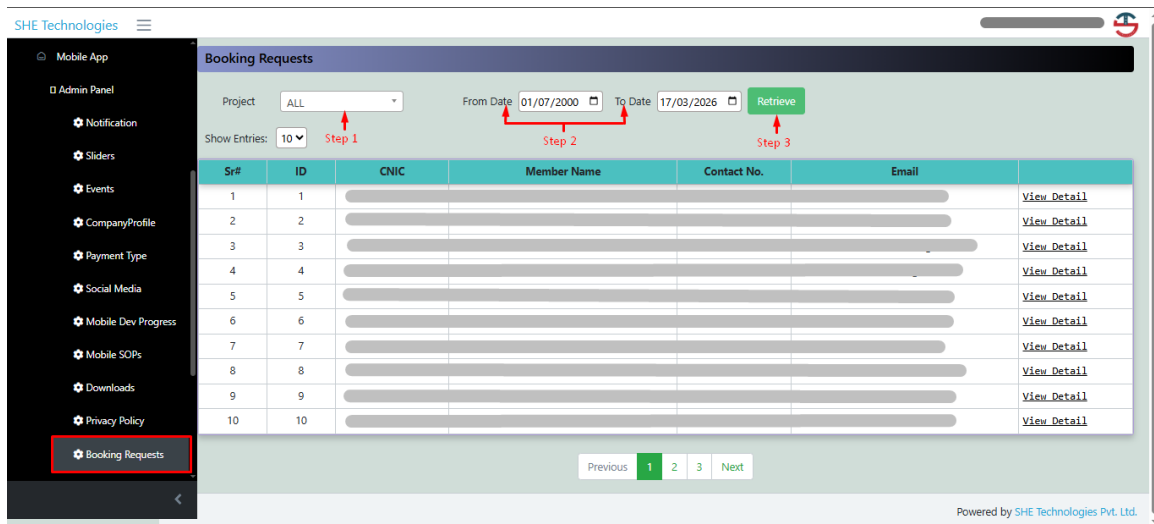 SHE Technologies
Mobile App
Admin Panel
Notification
Sliders
Events
CompanyProfile
Payment Type
Social Media
Mobile Dev Progress
Mobile SOPs
Downloads
Privacy Policy
Booking Requests
Booking Requests
Project ALL From Date 01/07/2000 To Date 17/03/2026 Retrieve
Step 1 Step 2 Step 3
Show Entries: 10
Sr# ID CNIC Member Name Contact No. Email
1 1 View Detail
2 2 View Detail
3 3 View Detail
4 4 View Detail
5 5 View Detail
6 6 View Detail
7 7 View Detail
8 8 View Detail
9 9 View Detail
10 10 View Detail
Previous 1 2 3 Next
Powered by SHE Technologies Pvt. Ltd.